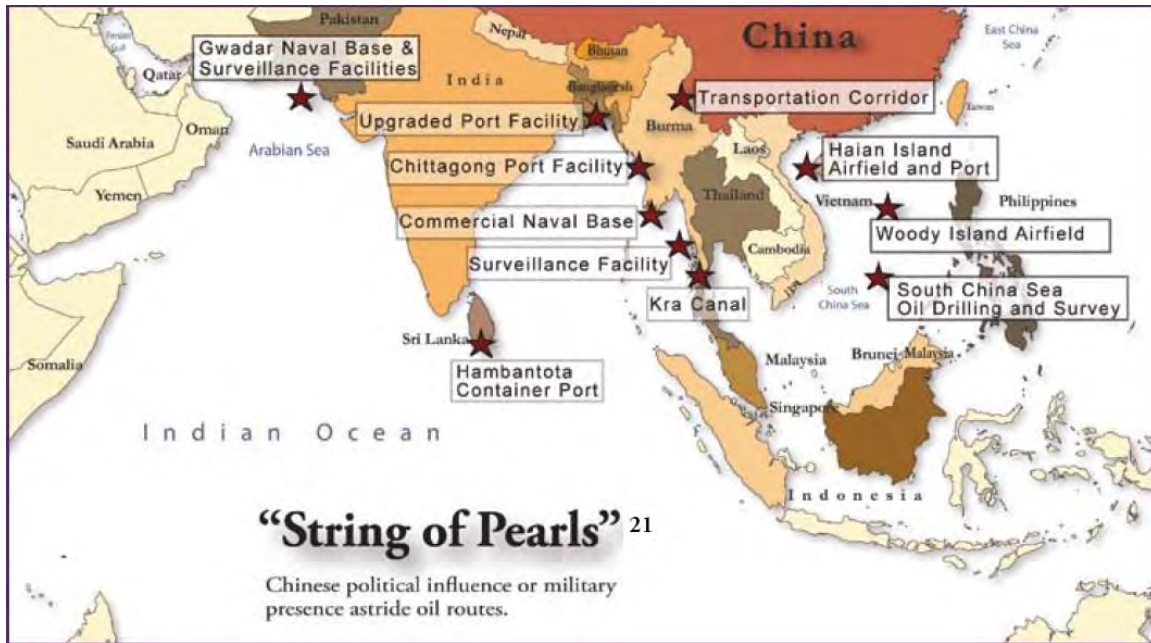 Pakistan
Nepal
Bhusan
China
East China
Sea
Persian
Gulf
Gwadar Naval Base &
Surveillance Facilities
Qatar
India
Bangladesh
Transportation Corridor
Taiwan
Oman
Upgraded Port Facility
Burma
Saudi Arabia
Arabian Sea
Laos
Haian Island
Airfield and Port
Chittagong Port Facility
Thailand
Yemen
Vietnam
Philippines
Commercial Naval Base
Woody Island Airfield
Cambodia
Surveillance Facility
South
China Sea
South China Sea
Oil Drilling and Survey
Kra Canal
Sri Lanka
Somalia
Malaysia
Brunei
Malaysia
Hambantota
Container Port
Singapore
Indian Ocean
Indonesia
“String of Pearls” 21
Chinese political influence or military
presence astride oil routes.